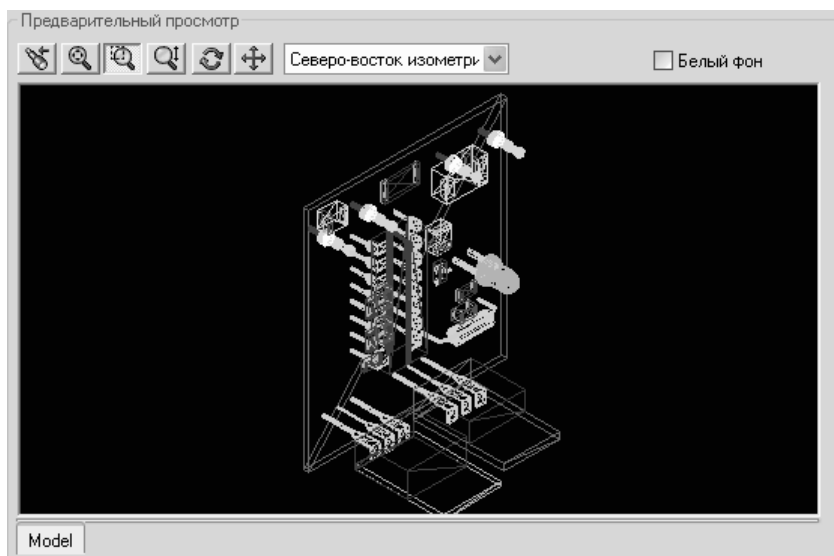 Предварительный просмотр
Северо-восток изометри
Белый фон
Model